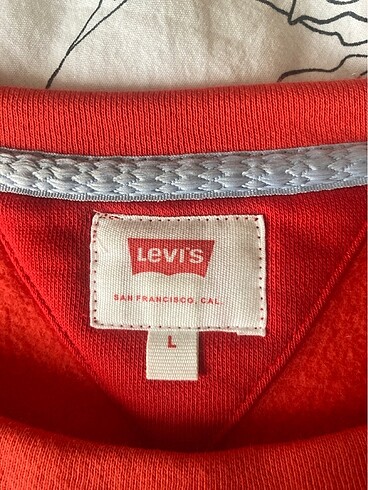 LEVI'S
SAN FRANCISCO, CAL.
L